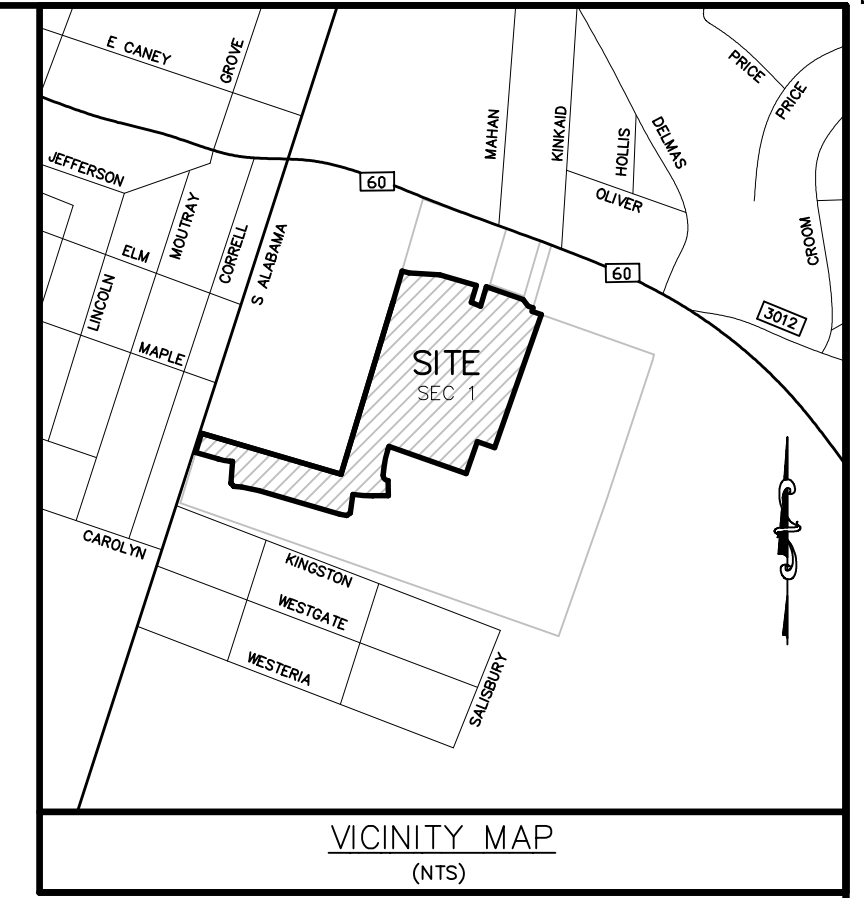 E CANEY
GROVE
PRICE
PRICE
MAHAN
KINKAID
HOLLIS
DELMAS
JEFFERSON
60
OLIVER
MOUTRAY
CORRELL
S ALABAMA
ELM
CROOM
60
LINCOLN
3012
MAPLE
SITE
SEC 1
CAROLYN
KINGSTON
WESTGATE
WESTERIA
SALISBURY
VICINITY MAP
(NTS)